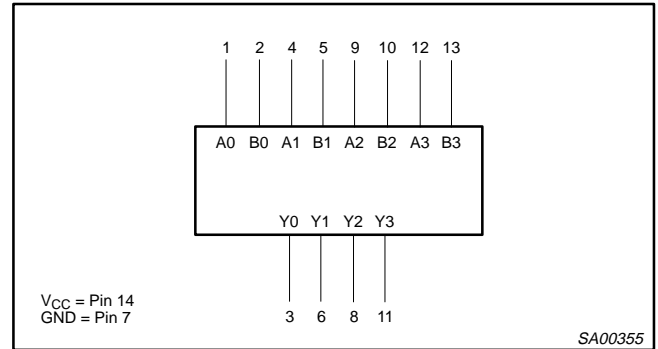 1 2 4 5 9 10 12 13
A0 B0 A1 B1 A2 B2 A3 B3
Y0 Y1 Y2 Y3
3 6 8 11
VCC = Pin 14
GND = Pin 7
SA00355